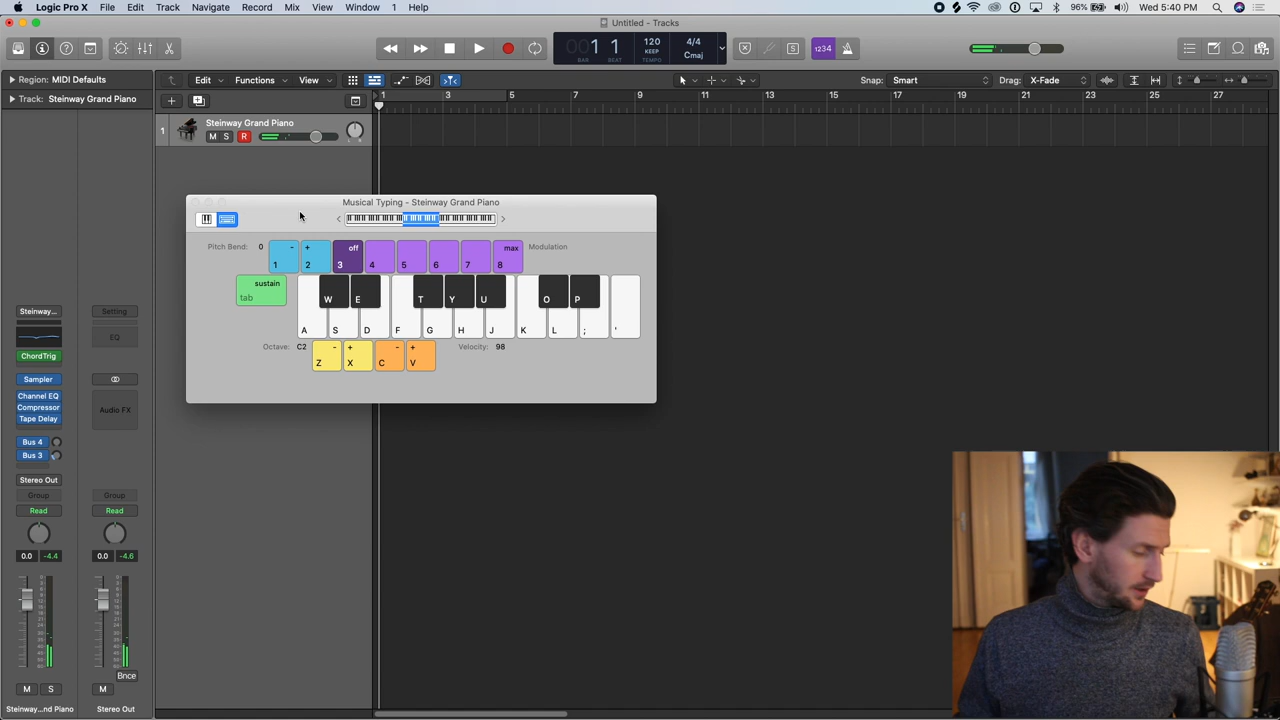 Logic Pro X File Edit Track Navigate Record Mix View Window 1 Help
96% Wed 5:40 PM
Untitled - Tracks
001 1 120 4/4
KEEP Cmaj
BAR BEAT TEMPO
1234
S
Region: MIDI Defaults
Edit Functions View
Snap: Smart Drag: X-Fade
Track: Steinway Grand Piano
1 3 5 7 9 11 13 15 17 19 21 23 25 27
1 Steinway Grand Piano
M S R
L R
Musical Typing - Steinway Grand Piano
Pitch Bend: 0 - + off max Modulation
1 2 3 4 5 6 7 8
sustain
tab
W E T Y U O P
A S D F G H J K L ; '
Octave: C2 - + - + Velocity: 98
Z X C V
Steinway... Setting
EQ
ChordTrig
Sampler
Channel EQ
Compressor Audio FX
Tape Delay
Bus 4
Bus 3
Stereo Out
Group Group
Read Read
0.0 -4.4 0.0 -4.6
Bnce
M S M
Steinway...nd Piano Stereo Out